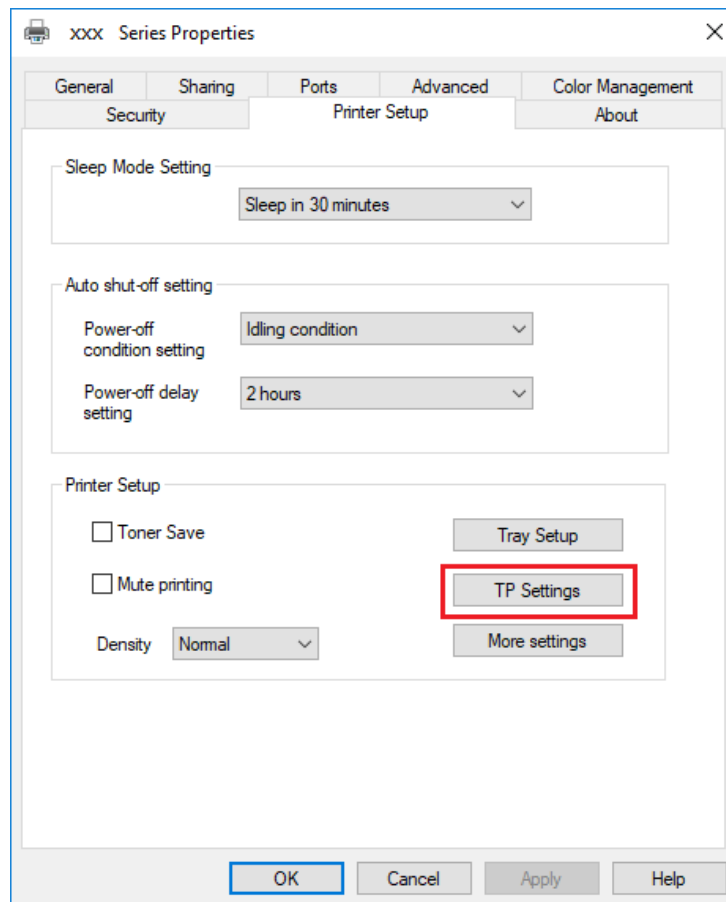 xxx Series Properties
General Sharing Ports Advanced Color Management
Security Printer Setup About
Sleep Mode Setting
Sleep in 30 minutes
Auto shut-off setting
Power-off
condition setting
Idling condition
Power-off delay
setting
2 hours
Printer Setup
Toner Save
Tray Setup
Mute printing
TP Settings
Density Normal
More settings
OK Cancel Apply Help